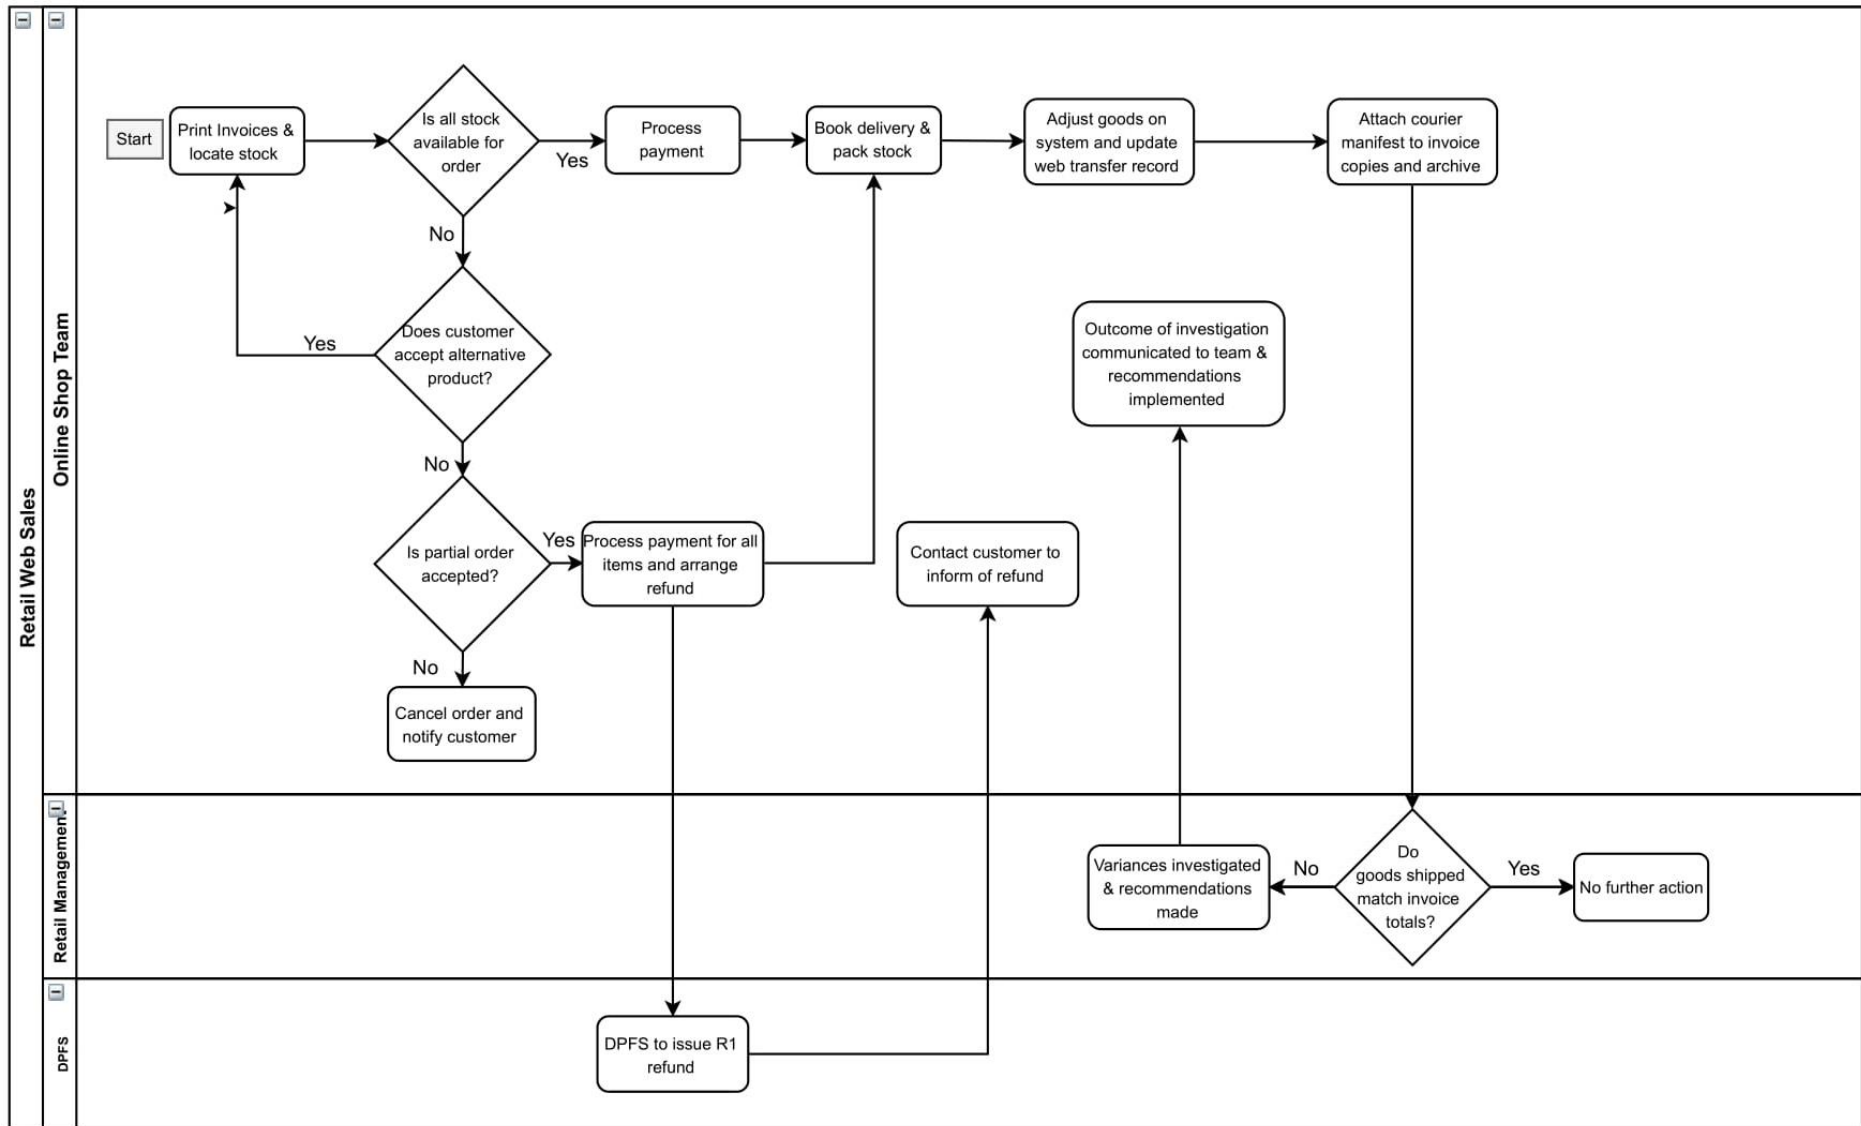 Retail Web Sales
Online Shop Team
Start
Print Invoices &
locate stock
Is all stock
available for
order
Yes
Process
payment
Book delivery &
pack stock
Adjust goods on
system and update
web transfer record
Attach courier
manifest to invoice
copies and archive
No
Does customer
accept alternative
product?
Yes
Outcome of investigation
communicated to team &
recommendations
implemented
No
Is partial order
accepted?
Yes
Process payment for all
items and arrange
refund
Contact customer to
inform of refund
No
Cancel order and
notify customer
Retail Management
Variances investigated
& recommendations
made
No
Do
goods shipped
match invoice
totals?
Yes
No further action
DPFS
DPFS to issue R1
refund